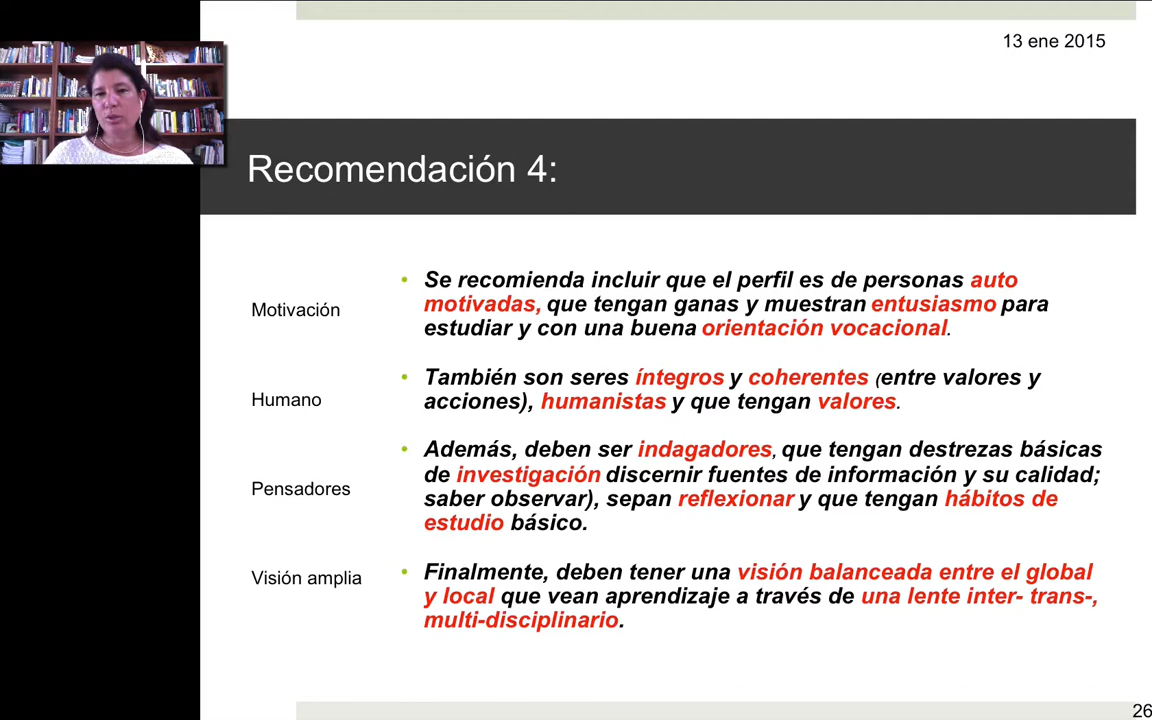 13 ene 2015
Recomendación 4:
Motivación
• Se recomienda incluir que el perfil es de personas auto
motivadas, que tengan ganas y muestran entusiasmo para
estudiar y con una buena orientación vocacional.
Humano
• También son seres íntegros y coherentes (entre valores y
acciones), humanistas y que tengan valores.
Pensadores
• Además, deben ser indagadores, que tengan destrezas básicas
de investigación discernir fuentes de información y su calidad;
saber observar), sepan reflexionar y que tengan hábitos de
estudio básico.
Visión amplia
• Finalmente, deben tener una visión balanceada entre el global
y local que vean aprendizaje a través de una lente inter- trans-,
multi-disciplinario.
26